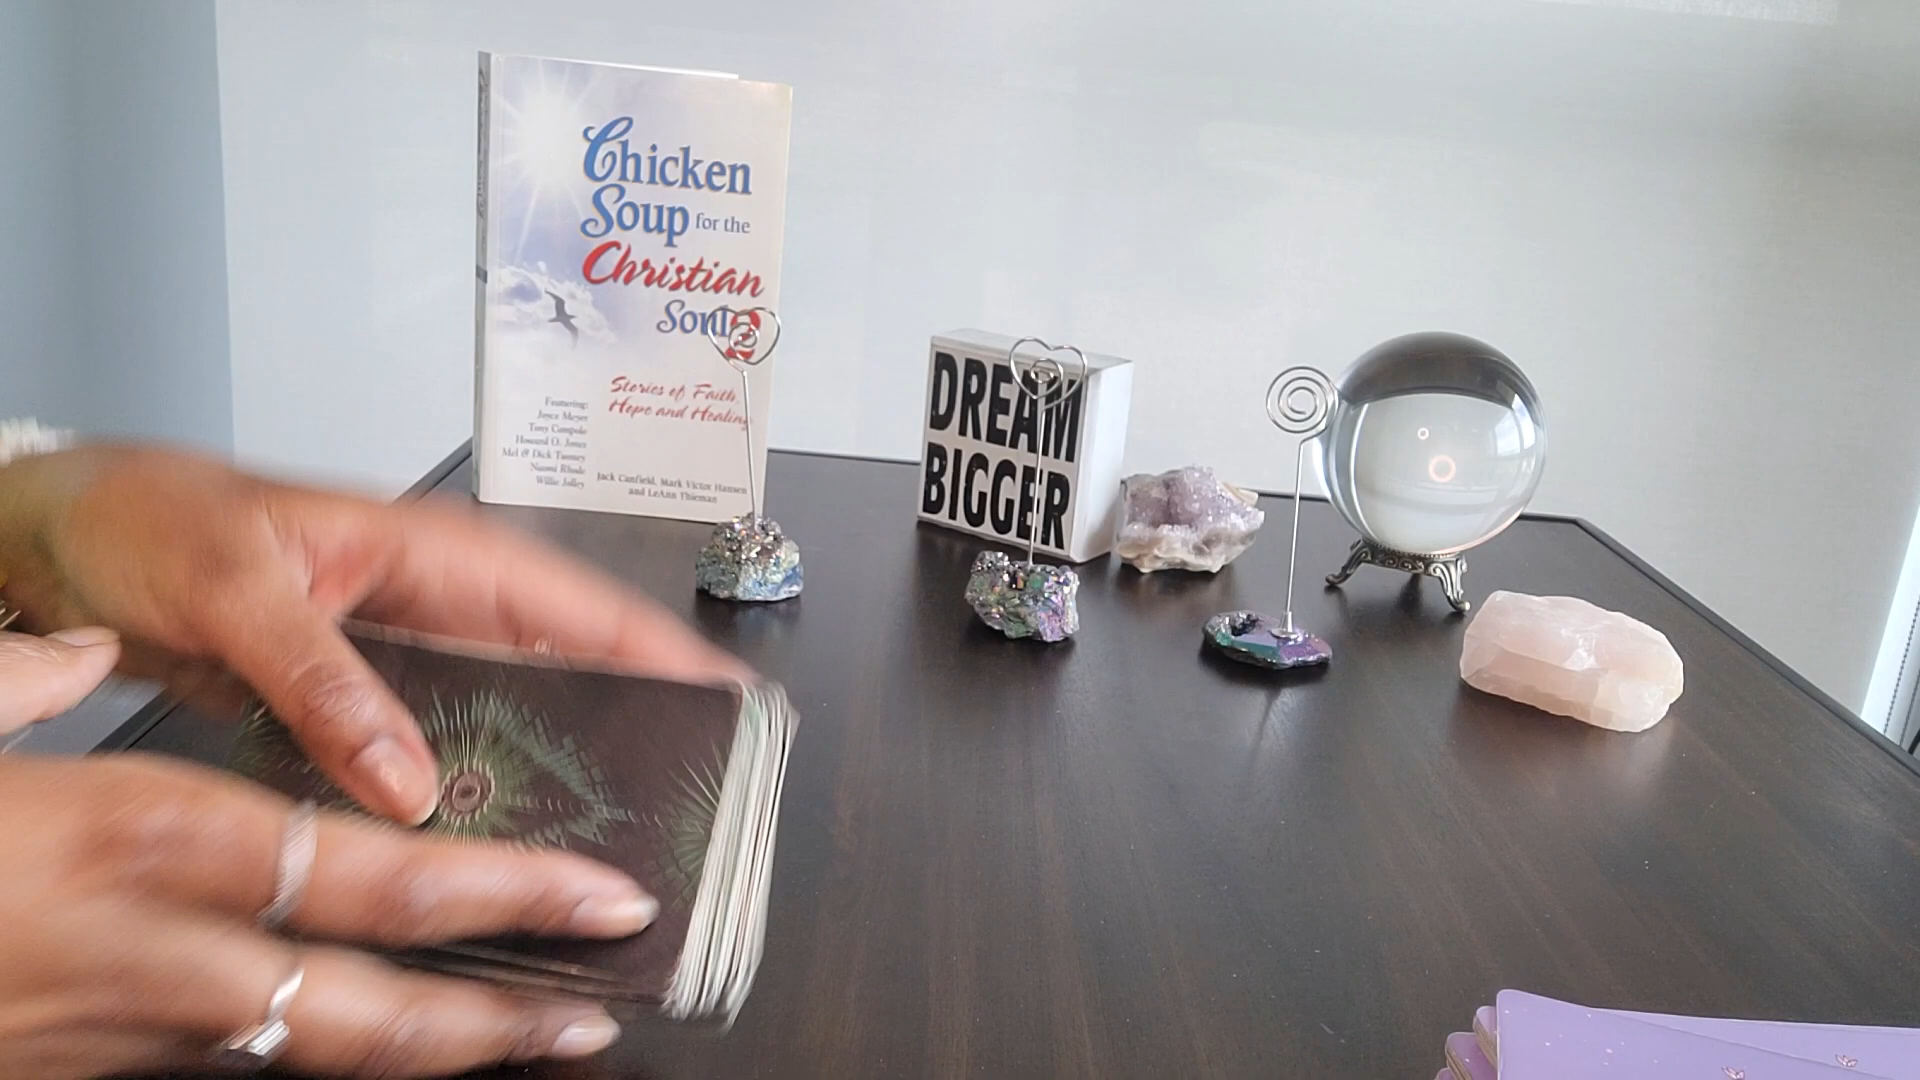 Chicken
Soup for the
Christian
Soul 2
Stories of Faith,
Hope and Healing
Featuring:
Joyce Meyer
Tony Campolo
Howard O. Jones
Mel & Dick Tunney
Naomi Rhode
Willie Jolley
Jack Canfield, Mark Victor Hansen
and LeAnn Thieman
DREAM
BIGGER